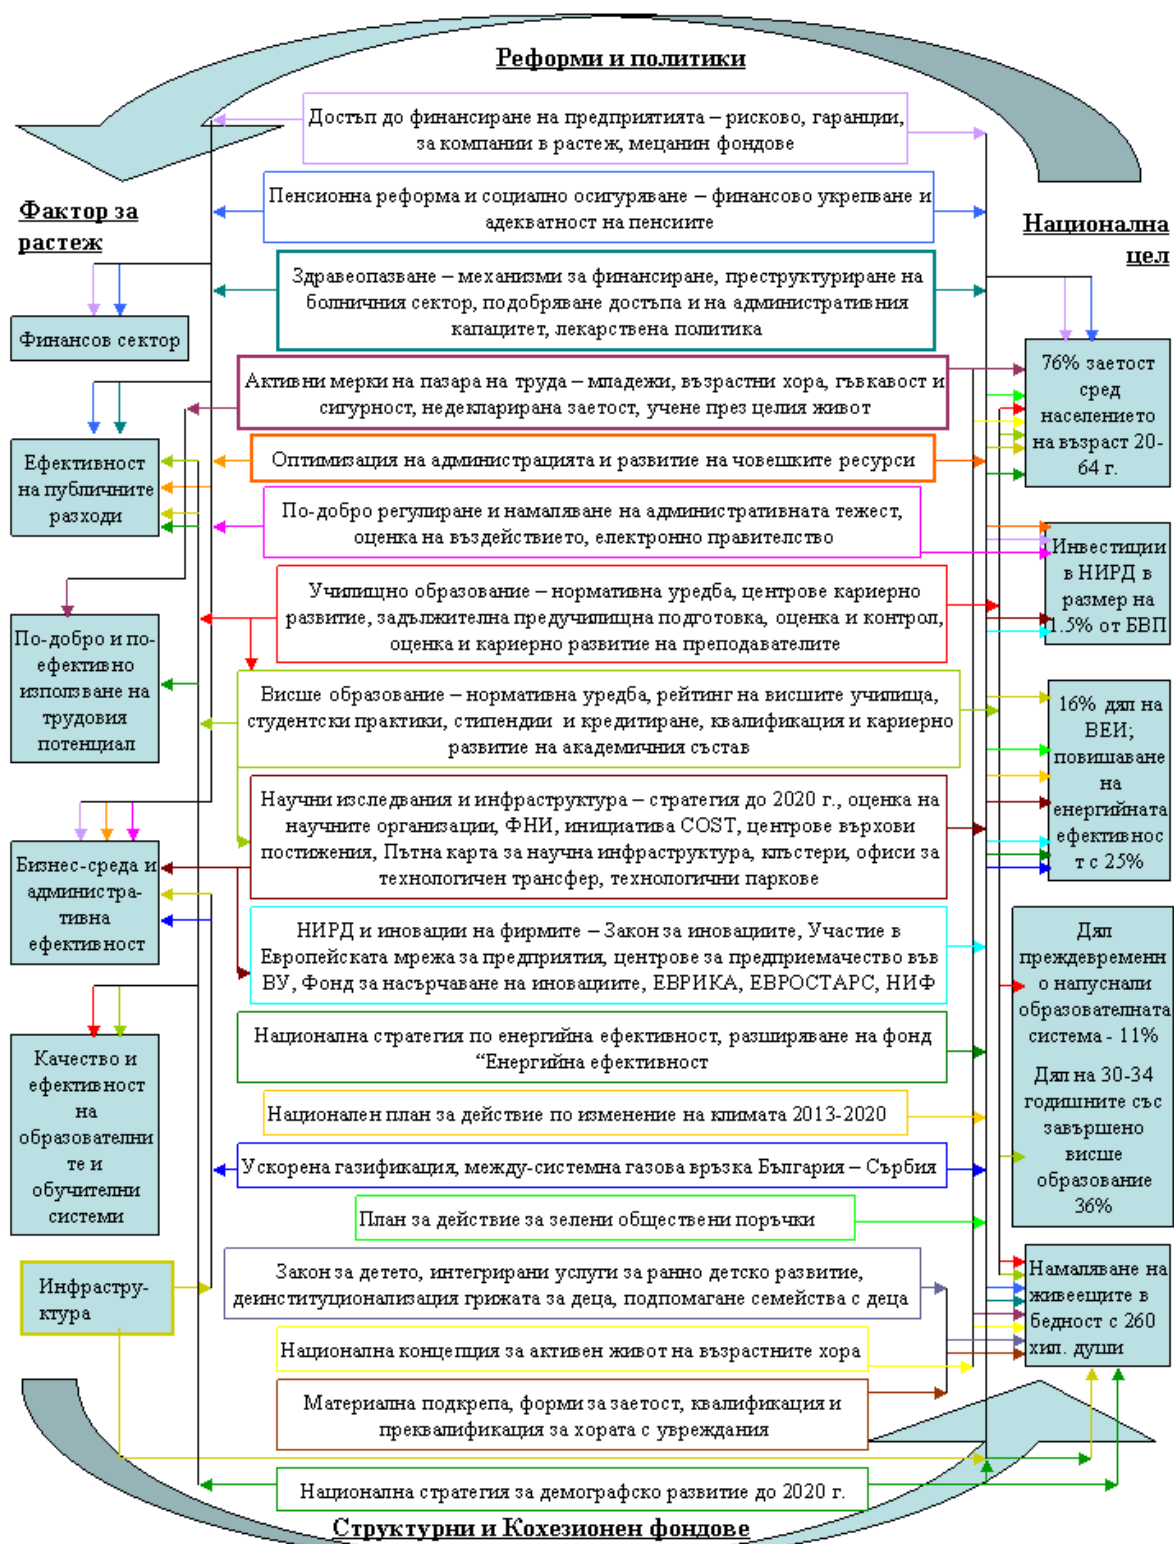 Реформи и политики
Достъп до финансиране на предприятията – рисково, гаранции,
за компании в растеж, мецанин фондове
Пенсионна реформа и социално осигуряване – финансово укрепване и
адекватност на пенсиите
Фактор за
растеж
Национална
цел
Здравеопазване – механизми за финансиране, преструктуриране на
болничния сектор, подобряване достъпа и на административния
капацитет, лекарствена политика
Финансов сектор
76% заетост
сред
населението
на възраст 20-
64 г.
Активни мерки на пазара на труда – младежи, възрастни хора, гъвкавост и
сигурност, недекларирана заетост, учене през целия живот
Ефективност
на публичните
разходи
Оптимизация на администрацията и развитие на човешките ресурси
По-добро регулиране и намаляване на административната тежест,
оценка на въздействието, електронно правителство
Инвестиции
в НИРД в
размер на
1.5% от БВП
Училищно образование – нормативна уредба, центрове кариерно
развитие, задължителна предучилищна подготовка, оценка и контрол,
оценка и кариерно развитие на преподавателите
По-добро и по-
ефективно
използване на
трудовия
потенциал
Висше образование – нормативна уредба, рейтинг на висшите училища,
студентски практики, стипендии и кредитиране, квалификация и кариерно
развитие на академичния състав
16% дял на
ВЕИ;
повишаване
на
енергийната
ефективнос
т с 25%
Научни изследвания и инфраструктура – стратегия до 2020 г., оценка на
научните организации, ФНИ, инициатива COST, центрове върхови
постижения, Пътна карта за научна инфраструктура, клъстери, офиси за
технологичен трансфер, технологични паркове
Бизнес-среда и
администра-
тивна
ефективност
НИРД и иновации на фирмите – Закон за иновациите, Участие в
Европейската мрежа за предприятия, центрове за предприемачество във
ВУ, Фонд за насърчаване на иновациите, ЕВРИКА, ЕВРОСТАРС, НИФ
Дял
преждевременн
о напуснали
образователната
система - 11%
Дял на 30-34
годишните със
завършено
висше
образование
36%
Национална стратегия по енергийна ефективност, разширяване на фонд
“Енергийна ефективност
Качество и
ефективност
на
образователни
те и
обучителни
системи
Национален план за действие по изменение на климата 2013-2020
Ускорена газификация, между-системна газова връзка България – Сърбия
План за действие за зелени обществени поръчки
Инфрастру-
ктура
Закон за детето, интегрирани услуги за ранно детско развитие,
деинституционализация грижата за деца, подпомагане семейства с деца
Намаляване на
живеещите в
бедност с 260
хил. души
Национална концепция за активен живот на възрастните хора
Материална подкрепа, форми за заетост, квалификация и
преквалификация за хората с увреждания
Национална стратегия за демографско развитие до 2020 г.
Структурни и Кохезионен фондове